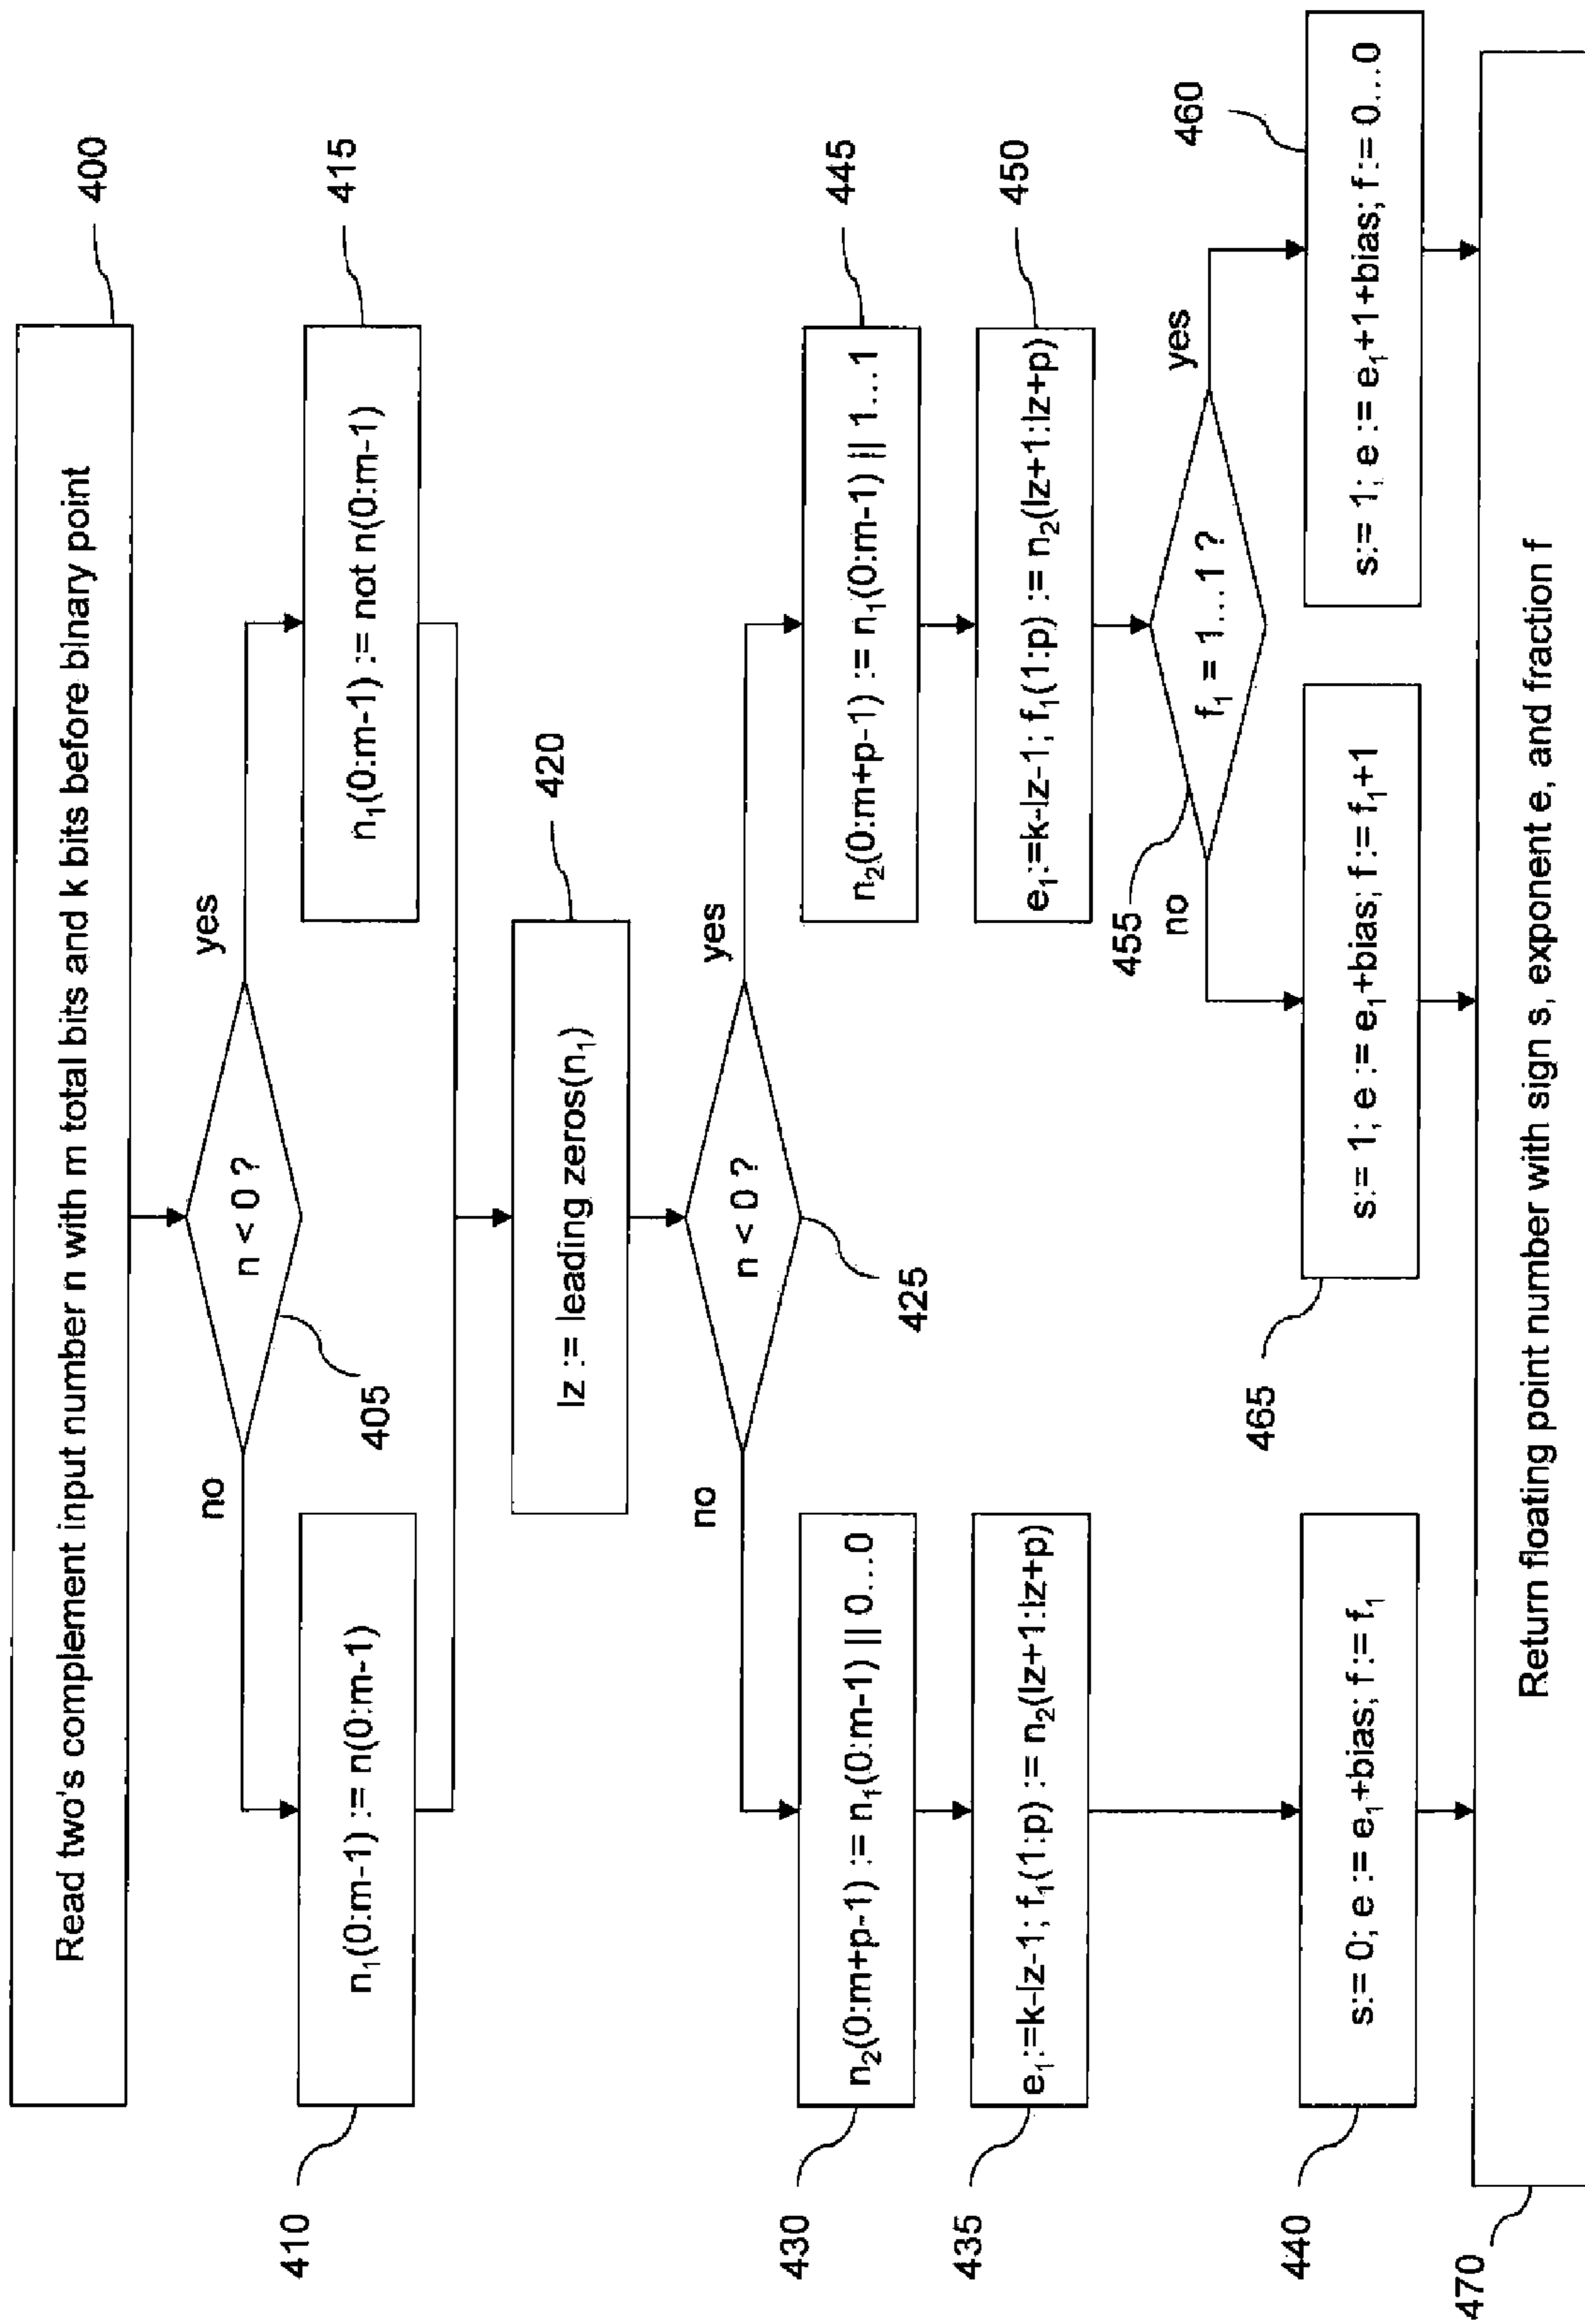 Read two's complement input number n with m total bits and k bits before binary point
400
n < 0 ?
405
no
yes
n₁(0:m-1) := n(0:m-1)
410
n₁(0:m-1) := not n(0:m-1)
415
lz := leading zeros(n₁)
420
n < 0 ?
425
no
yes
n₂(0:m+p-1) := n₁(0:m-1) || 0...0
430
n₂(0:m+p-1) := n₁(0:m-1) || 1...1
445
e₁:=k-lz-1; f₁(1:p) := n₂(lz+1:lz+p)
435
e₁:=k-lz-1; f₁(1:p) := n₂(lz+1:lz+p)
450
f₁ = 1...1 ?
455
no
yes
s:= 0; e := e₁+bias; f:= f₁
440
s:= 1; e := e₁+bias; f:= f₁+1
465
s:= 1; e := e₁+1+bias; f:= 0...0
460
Return floating point number with sign s, exponent e, and fraction f
470